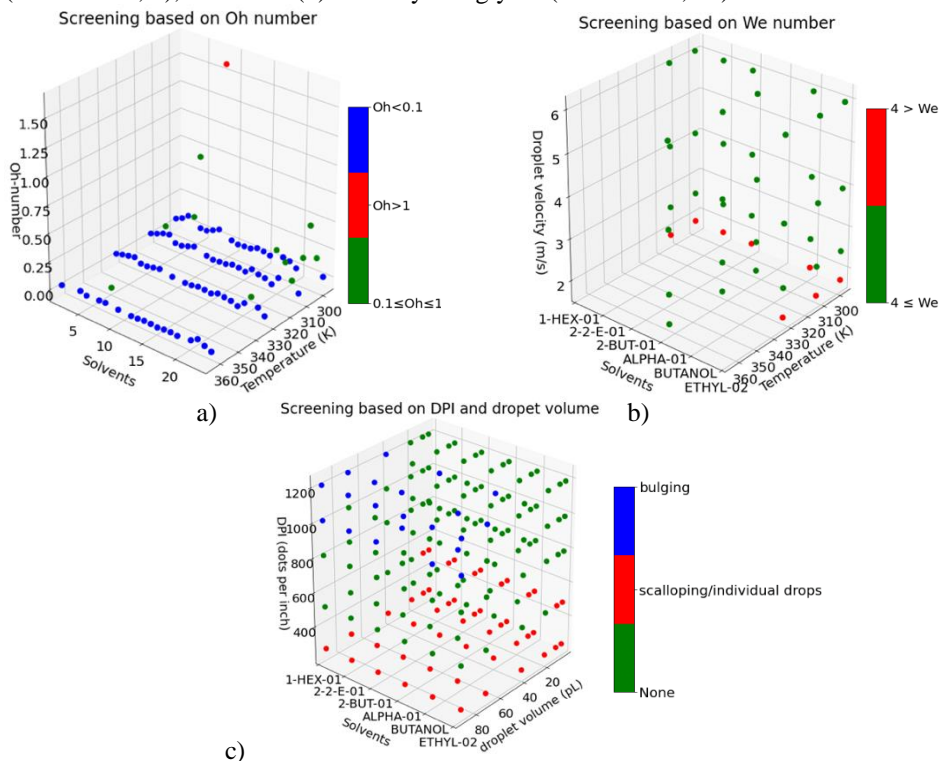 Screening based on Oh number
Oh-number
1.50
1.25
1.00
0.75
0.50
0.25
0.00
5
10
15
20
Solvents
300
310
320
330
340
350
360
Temperature (K)
Oh<0.1
Oh>1
0.1≤Oh≤1
a)
Screening based on We number
Droplet velocity (m/s)
6
5
4
3
2
1-HEX-01
2-2-E-01
2-BUT-01
ALPHA-01
BUTANOL
ETHYL-02
Solvents
300
310
320
330
340
350
360
Temperature (K)
4 > We
4 ≤ We
b)
Screening based on DPI and dropet volume
DPI (dots per inch)
1200
1000
800
600
400
1-HEX-01
2-2-E-01
2-BUT-01
ALPHA-01
BUTANOL
ETHYL-02
Solvents
20
40
60
80
droplet volume (pL)
bulging
scalloping/individual drops
None
c)